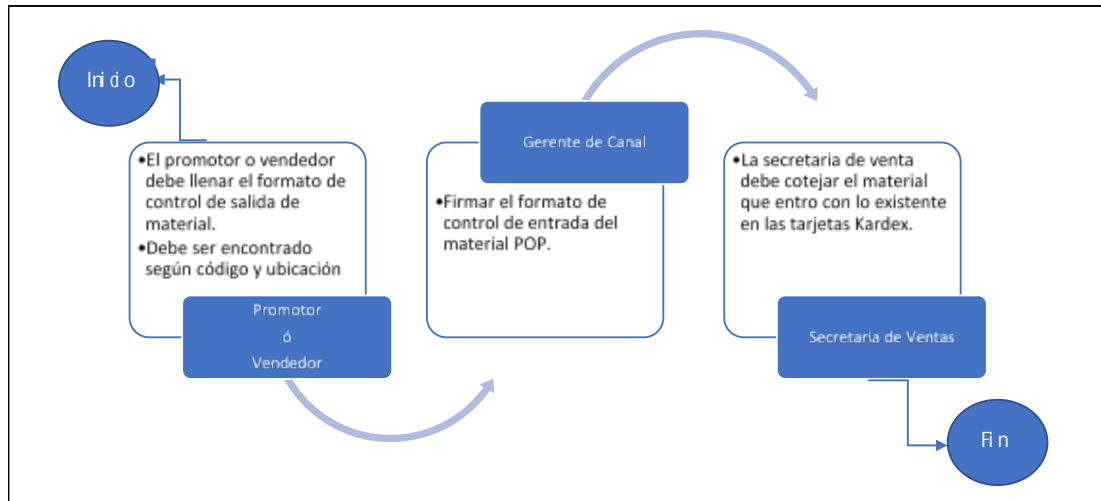 Inicio
•El promotor o vendedor
debe llenar el formato de
control de salida de
material.
•Debe ser encontrado
según código y ubicación
Promotor
ó
Vendedor
Gerente de Canal
•Firmar el formato de
control de entrada del
material POP.
•La secretaria de venta
debe cotejar el material
que entro con lo existente
en las tarjetas Kardex.
Secretaria de Ventas
Fin